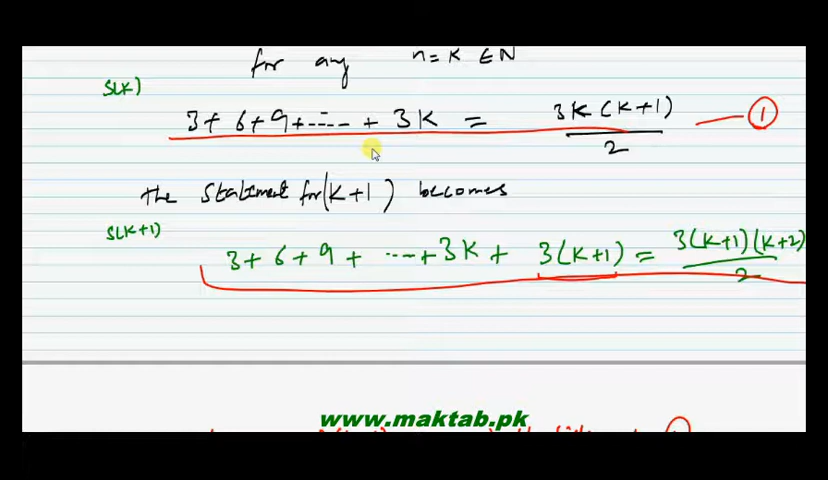 for any n = K ∈ N
S(K)
3 + 6 + 9 + ...... + 3K = 3K(K+1) / 2 — 1
the statement for (K+1) becomes
S(K+1)
3 + 6 + 9 + ... + 3K + 3(K+1) = 3(K+1)(K+2) / 2
www.maktab.pk